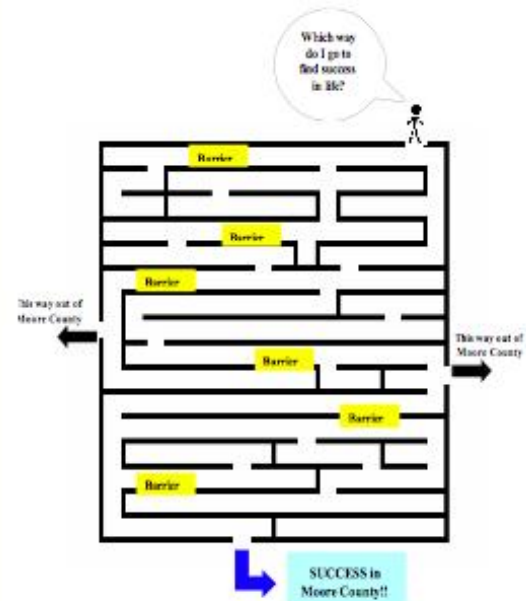 Which way
do I go to
find success
in life?
Barrier
Barrier
Barrier
This way out of
Moore County
This way out of
Moore County
Barrier
Barrier
Barrier
SUCCESS in
Moore County!!